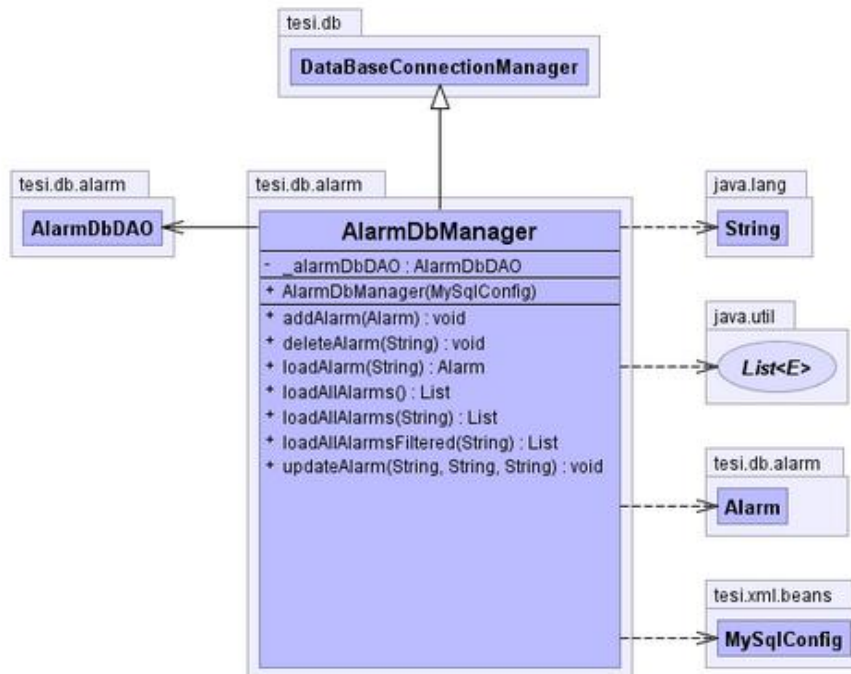 tesi.db
DataBaseConnectionManager
tesi.db.alarm
AlarmDbDAO
tesi.db.alarm
AlarmDbManager
- _alarmDbDAO : AlarmDbDAO
+ AlarmDbManager(MySqlConfig)
+ addAlarm(Alarm) : void
+ deleteAlarm(String) : void
+ loadAlarm(String) : Alarm
+ loadAllAlarms() : List
+ loadAllAlarms(String) : List
+ loadAllAlarmsFiltered(String) : List
+ updateAlarm(String, String, String) : void
java.lang
String
java.util
List<E>
tesi.db.alarm
Alarm
tesi.xml.beans
MySqlConfig